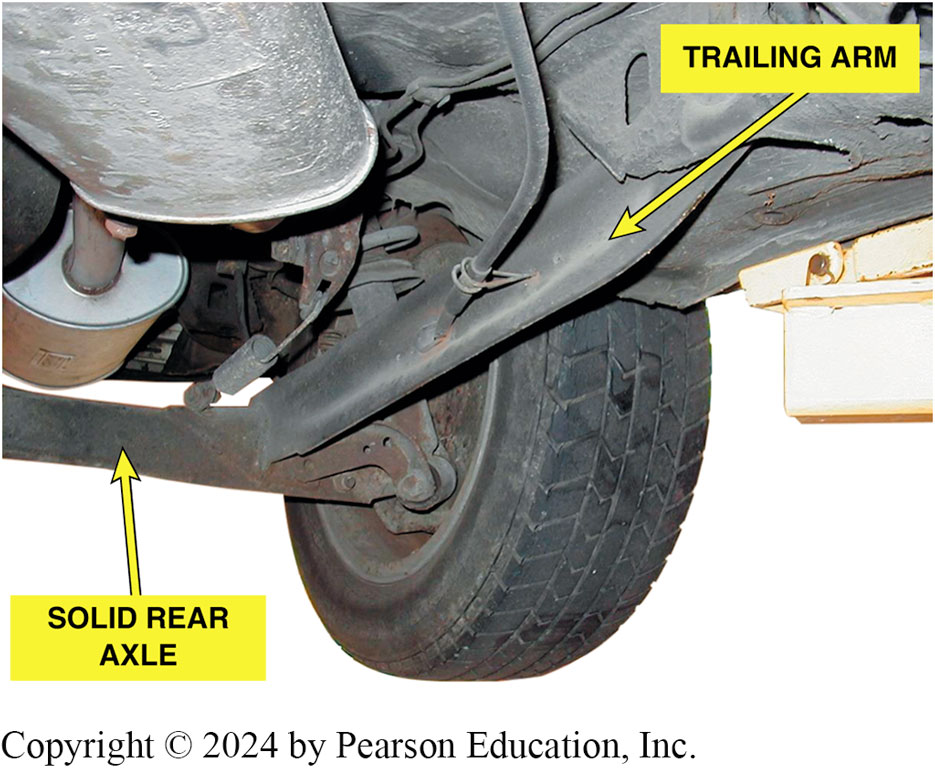 TRAILING ARM
SOLID REAR
AXLE
Copyright © 2024 by Pearson Education, Inc.